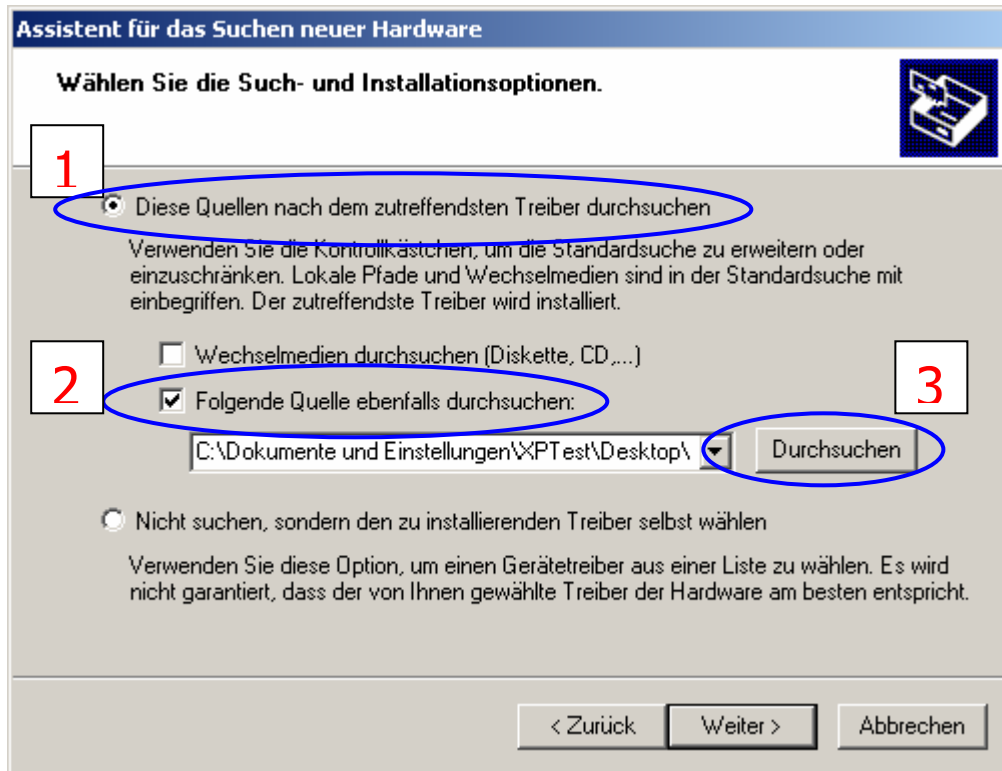 Assistent für das Suchen neuer Hardware
Wählen Sie die Such- und Installationsoptionen.
1
Diese Quellen nach dem zutreffendsten Treiber durchsuchen
Verwenden Sie die Kontrollkästchen, um die Standardsuche zu erweitern oder
einzuschränken. Lokale Pfade und Wechselmedien sind in der Standardsuche mit
einbegriffen. Der zutreffendste Treiber wird installiert.
Wechselmedien durchsuchen (Diskette, CD,...)
2
Folgende Quelle ebenfalls durchsuchen:
3
C:\Dokumente und Einstellungen\XPTest\Desktop\
Durchsuchen
Nicht suchen, sondern den zu installierenden Treiber selbst wählen
Verwenden Sie diese Option, um einen Gerätetreiber aus einer Liste zu wählen. Es wird
nicht garantiert, dass der von Ihnen gewählte Treiber der Hardware am besten entspricht.
< Zurück Weiter > Abbrechen